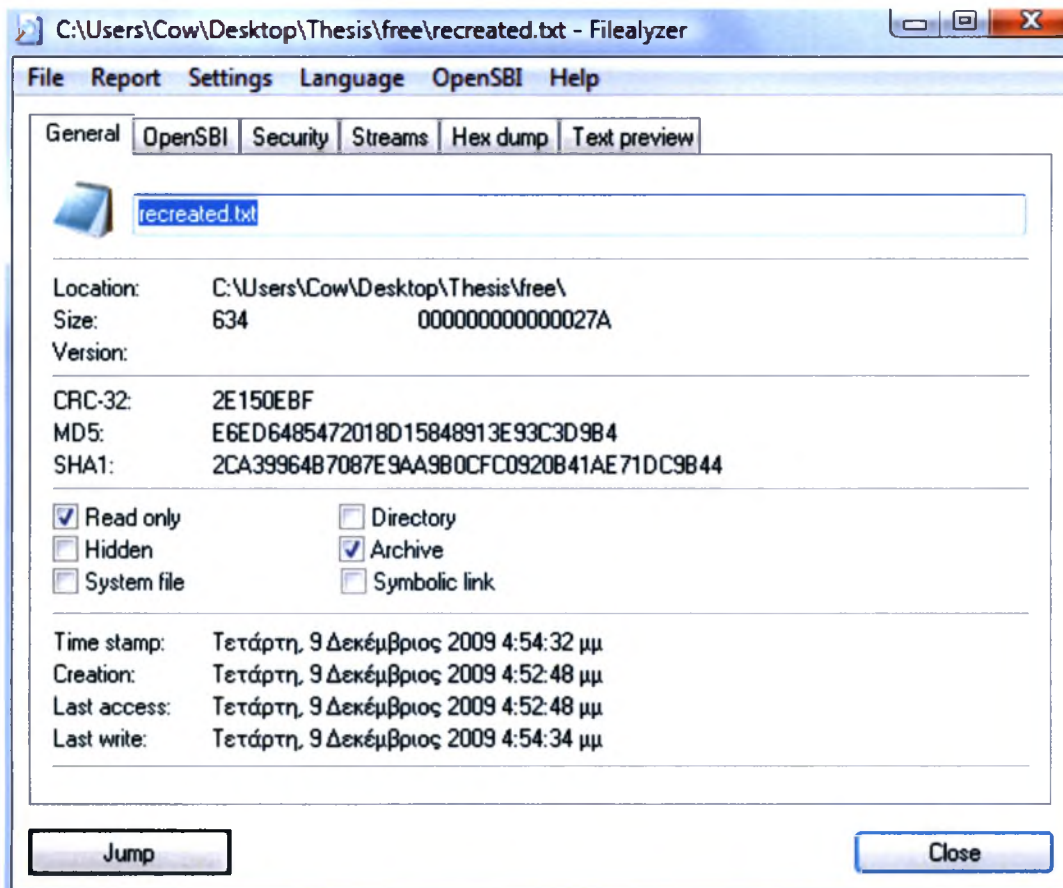 C:\Users\Cow\Desktop\Thesis\free\recreated.txt - Filealyzer
File Report Settings Language OpenSBI Help
General OpenSBI Security Streams Hex dump Text preview
recreated.txt
Location: C:\Users\Cow\Desktop\Thesis\free\
Size: 634 000000000000027A
Version:
CRC-32: 2E150EBF
MD5: E6ED6485472018D15848913E93C3D9B4
SHA1: 2CA39964B7087E9AA9B0CFC0920B41AE71DC9B44
Read only Directory
Hidden Archive
System file Symbolic link
Time stamp: Τετάρτη, 9 Δεκέμβριος 2009 4:54:32 μμ
Creation: Τετάρτη, 9 Δεκέμβριος 2009 4:52:48 μμ
Last access: Τετάρτη, 9 Δεκέμβριος 2009 4:52:48 μμ
Last write: Τετάρτη, 9 Δεκέμβριος 2009 4:54:34 μμ
Jump Close